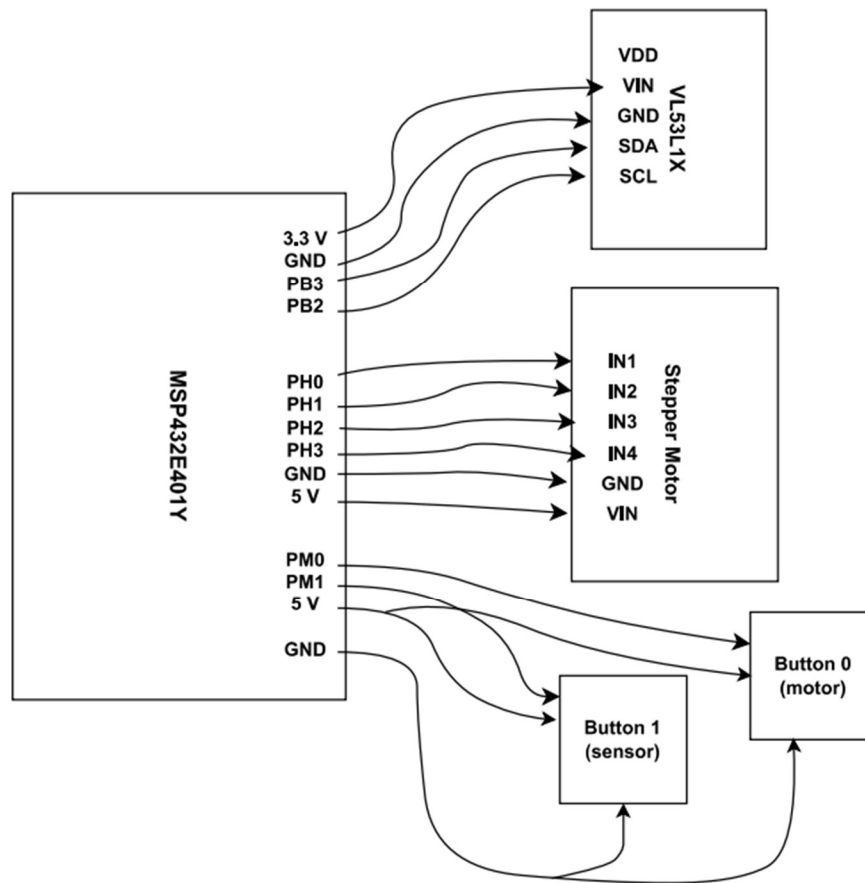 VDD
VIN
GND
SDA
SCL
VL53L1X
3.3 V
GND
PB3
PB2
MSP432E401Y
PH0
PH1
PH2
PH3
GND
5 V
IN1
IN2
IN3
IN4
GND
VIN
Stepper Motor
PM0
PM1
5 V
GND
Button 0
(motor)
Button 1
(sensor)